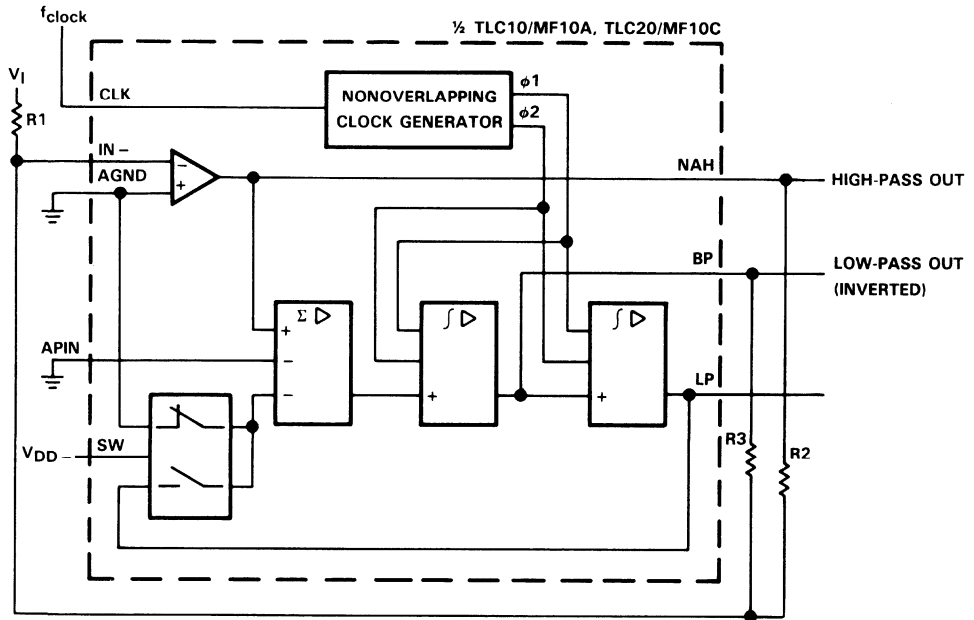 fclock
½ TLC10/MF10A, TLC20/MF10C
VI
CLK
NONOVERLAPPING
CLOCK GENERATOR
ϕ1
ϕ2
R1
IN –
AGND
–
+
NAH
HIGH-PASS OUT
BP
LOW-PASS OUT
(INVERTED)
Σ ▷
∫ ▷
∫ ▷
+
APIN
–
–
+
+
LP
VDD –
SW
R3
R2